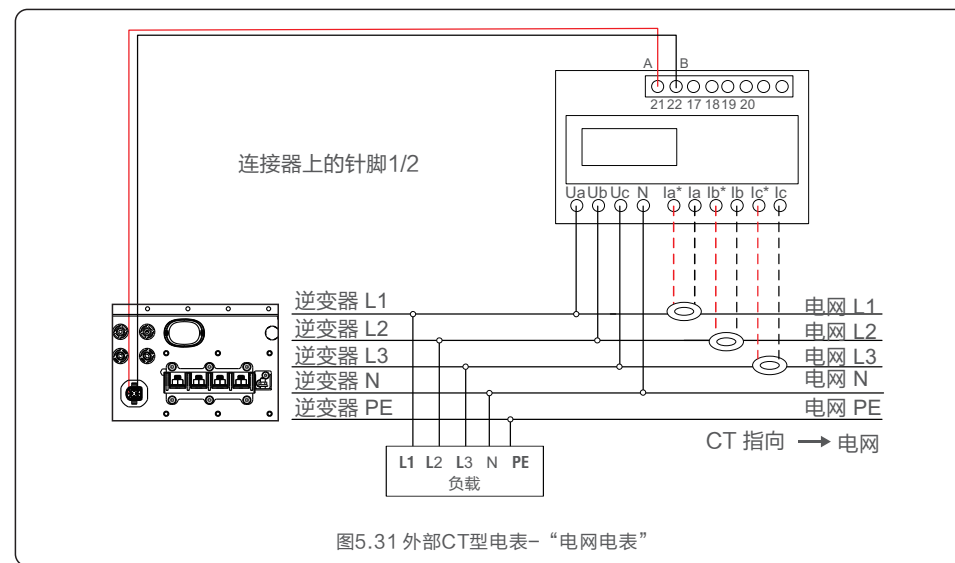 A B
21 22 17 18 19 20
连接器上的针脚1/2
Ua Ub Uc N Ia* Ia Ib* Ib Ic* Ic
逆变器 L1 电网 L1
逆变器 L2 电网 L2
逆变器 L3 电网 L3
逆变器 N 电网 N
逆变器 PE 电网 PE
CT 指向 → 电网
L1 L2 L3 N PE
负载
图5.31 外部CT型电表–“电网电表”